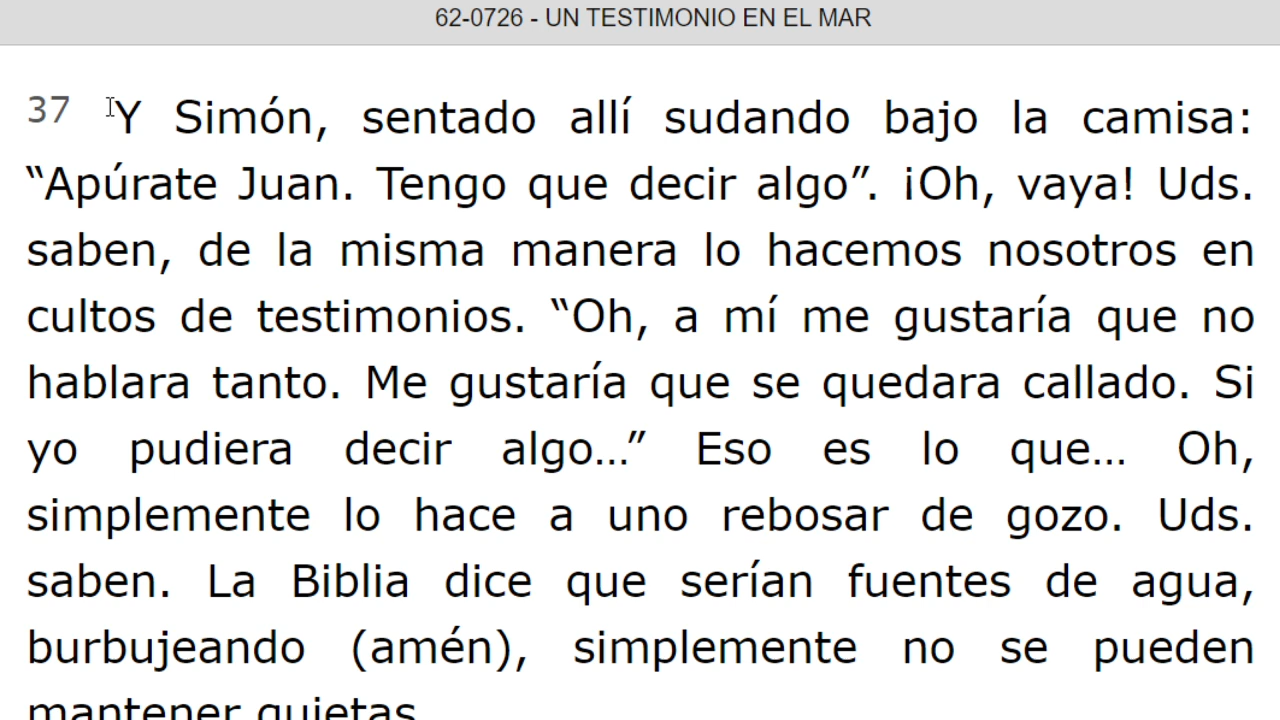 62-0726 - UN TESTIMONIO EN EL MAR
37 Y Simón, sentado allí sudando bajo la camisa:
“Apúrate Juan. Tengo que decir algo”. ¡Oh, vaya! Uds.
saben, de la misma manera lo hacemos nosotros en
cultos de testimonios. “Oh, a mí me gustaría que no
hablara tanto. Me gustaría que se quedara callado. Si
yo pudiera decir algo…” Eso es lo que… Oh,
simplemente lo hace a uno rebosar de gozo. Uds.
saben. La Biblia dice que serían fuentes de agua,
burbujeando (amén), simplemente no se pueden
mantener quietas.